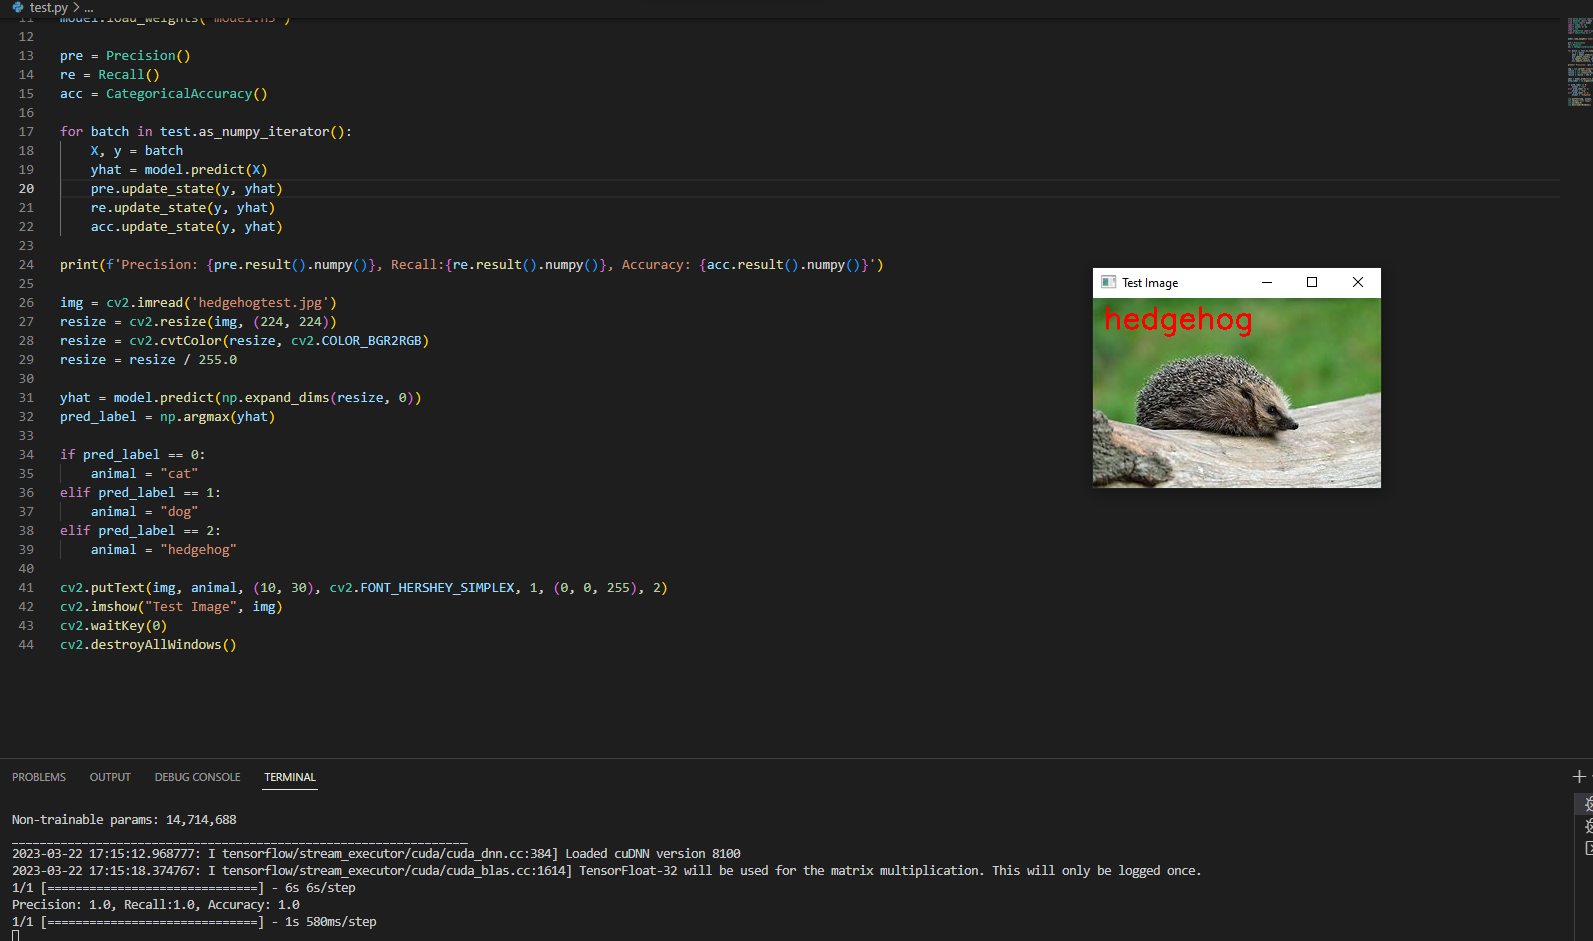 test.py > ...
11 model.load_weights('model.h5')
12
13 pre = Precision()
14 re = Recall()
15 acc = CategoricalAccuracy()
16
17 for batch in test.as_numpy_iterator():
18 X, y = batch
19 yhat = model.predict(X)
20 pre.update_state(y, yhat)
21 re.update_state(y, yhat)
22 acc.update_state(y, yhat)
23
24 print(f'Precision: {pre.result().numpy()}, Recall:{re.result().numpy()}, Accuracy: {acc.result().numpy()}')
25
26 img = cv2.imread('hedgehogtest.jpg')
27 resize = cv2.resize(img, (224, 224))
28 resize = cv2.cvtColor(resize, cv2.COLOR_BGR2RGB)
29 resize = resize / 255.0
30
31 yhat = model.predict(np.expand_dims(resize, 0))
32 pred_label = np.argmax(yhat)
33
34 if pred_label == 0:
35 animal = "cat"
36 elif pred_label == 1:
37 animal = "dog"
38 elif pred_label == 2:
39 animal = "hedgehog"
40
41 cv2.putText(img, animal, (10, 30), cv2.FONT_HERSHEY_SIMPLEX, 1, (0, 0, 255), 2)
42 cv2.imshow("Test Image", img)
43 cv2.waitKey(0)
44 cv2.destroyAllWindows()
Test Image
hedgehog
PROBLEMS OUTPUT DEBUG CONSOLE TERMINAL
Non-trainable params: 14,714,688
2023-03-22 17:15:12.968777: I tensorflow/stream_executor/cuda/cuda_dnn.cc:384] Loaded cuDNN version 8100
2023-03-22 17:15:18.374767: I tensorflow/stream_executor/cuda/cuda_blas.cc:1614] TensorFloat-32 will be used for the matrix multiplication. This will only be logged once.
1/1 [==============================] - 6s 6s/step
Precision: 1.0, Recall:1.0, Accuracy: 1.0
1/1 [==============================] - 1s 580ms/step